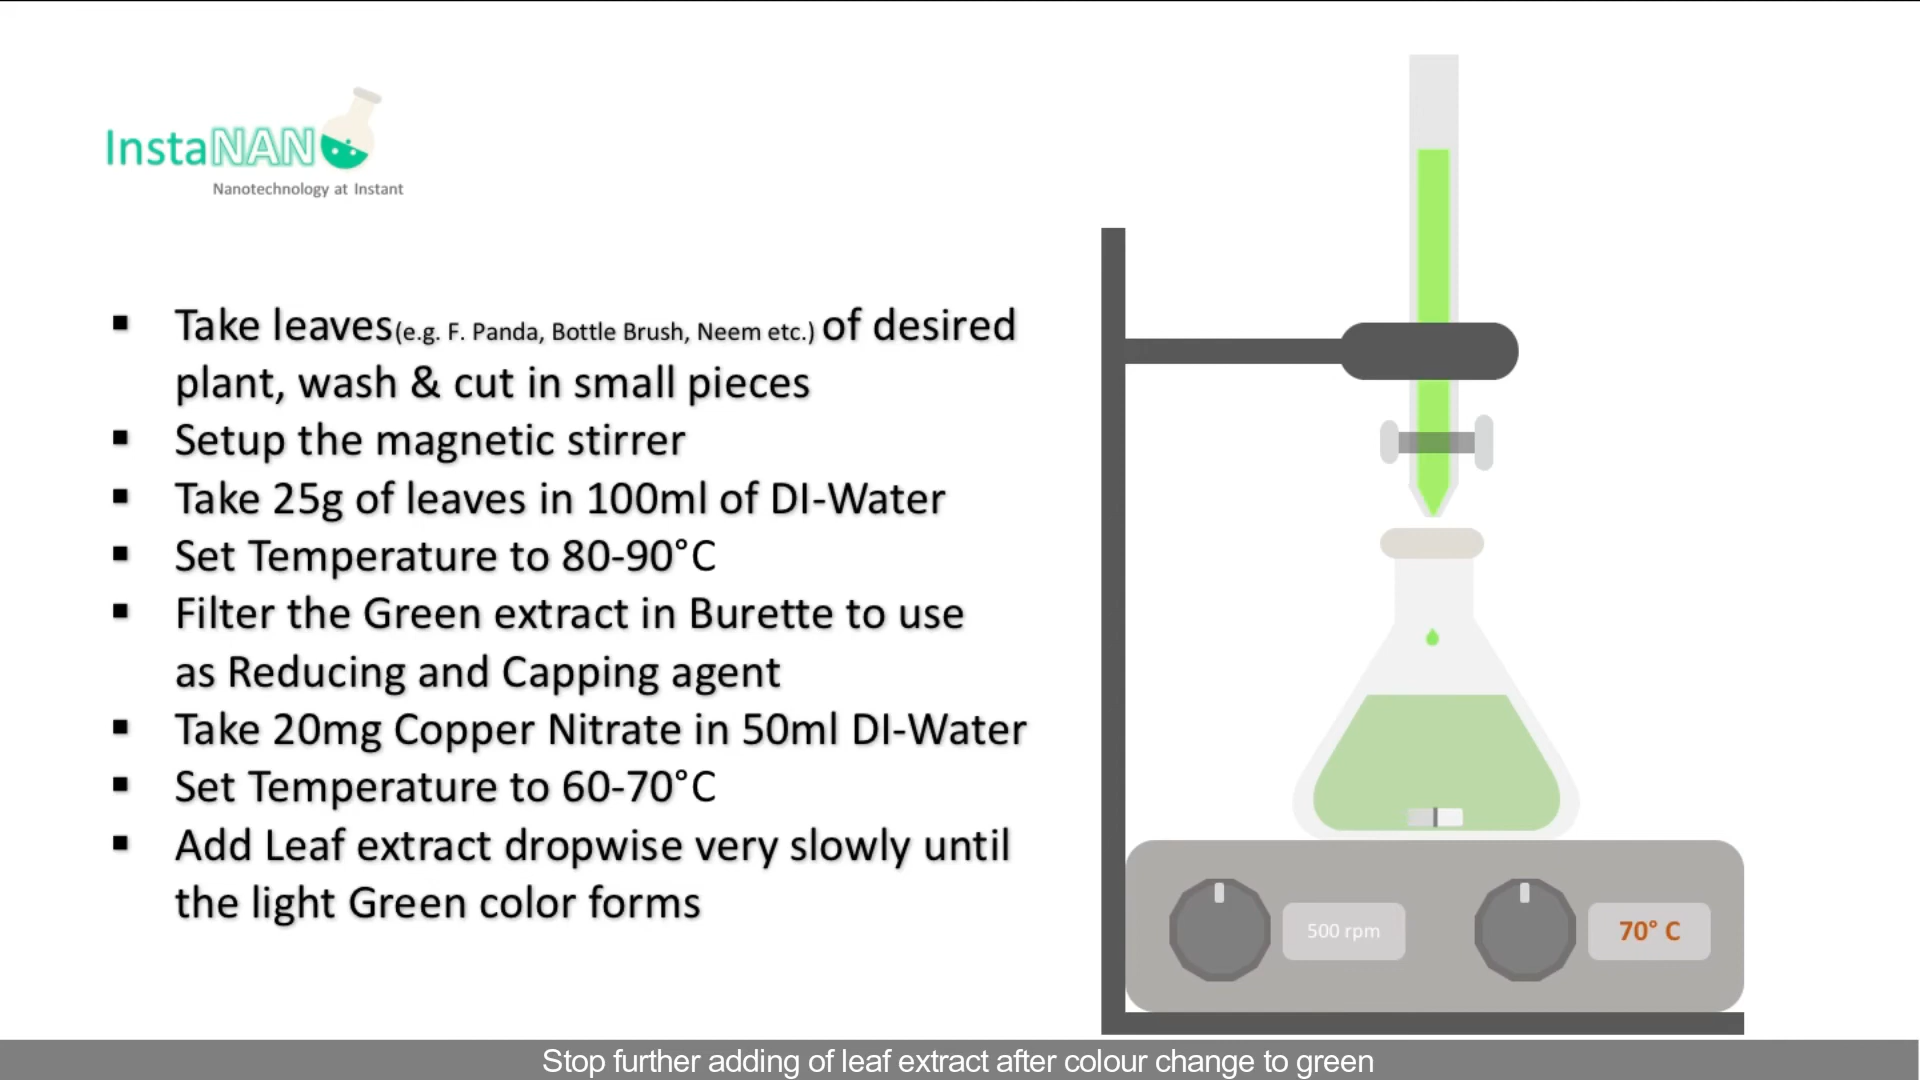 InstaNANO
Nanotechnology at Instant
▪ Take leaves(e.g. F. Panda, Bottle Brush, Neem etc.) of desired
plant, wash & cut in small pieces
▪ Setup the magnetic stirrer
▪ Take 25g of leaves in 100ml of DI-Water
▪ Set Temperature to 80-90°C
▪ Filter the Green extract in Burette to use
as Reducing and Capping agent
▪ Take 20mg Copper Nitrate in 50ml DI-Water
▪ Set Temperature to 60-70°C
▪ Add Leaf extract dropwise very slowly until
the light Green color forms
500 rpm
70° C
Stop further adding of leaf extract after colour change to green